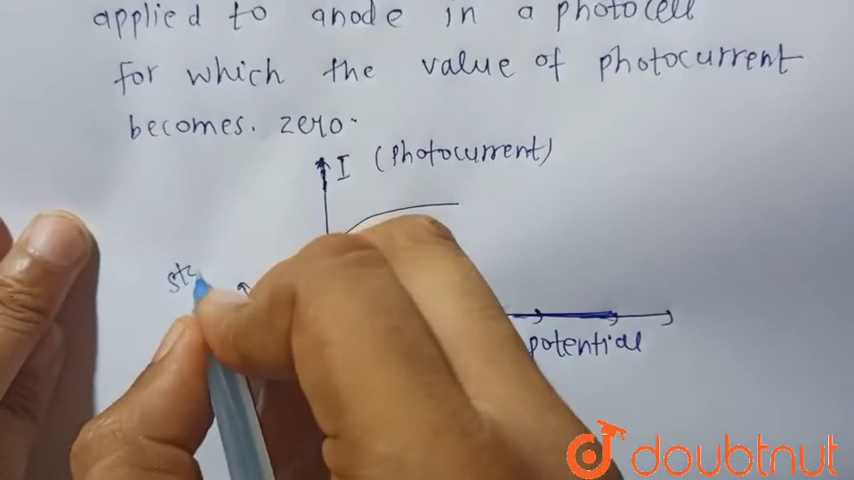 applied to anode in a photocell
for which the value of photocurrent
becomes. zero.
I (Photocurrent)
potential
doubtnut